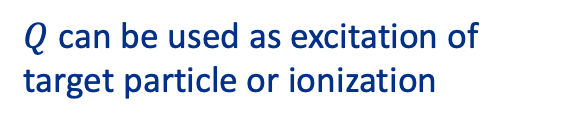 Q can be used as excitation of
target particle or ionization